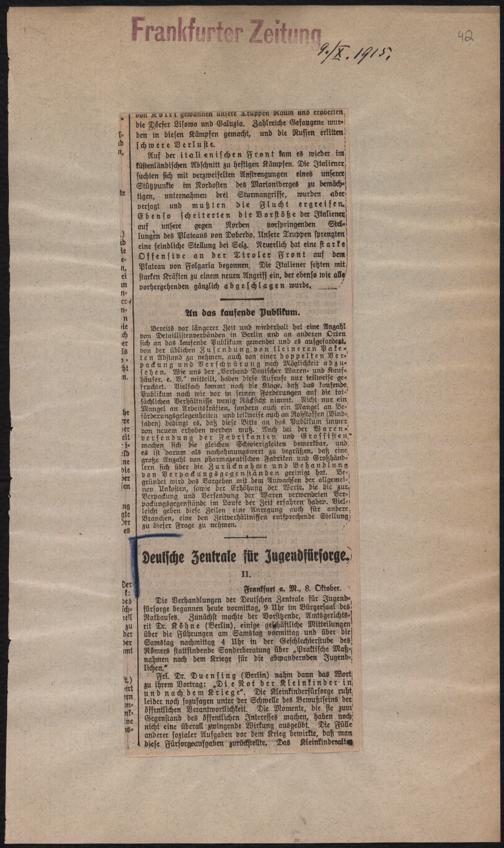 Frankfurter Zeitung
9./X. 1915.
42
von Kotil gewannen unsere Truppen Raum und eroberten
die Dörfer Lisowo und Galuzia. Zahlreiche Gefangene wur-
den in diesen Kämpfen gemacht, und die Russen erlitten
schwere Verluste.
Auf der italienischen Front kam es wieder im
küstenländischen Abschnitt zu heftigen Kämpfen. Die Italiener
suchten sich mit verzweifelten Anstrengungen eines unserer
Stützpunkte im Nordosten des Marzoniberges zu bemäch-
tigen, unternahmen drei Sturmangriffe, wurden aber
verjagt und mußten die Flucht ergreifen.
Ebenso scheiterten die Vorstöße der Italiener
auf unsere gegen Norden vorspringenden Stel-
lungen des Plateaus von Doberdo. Unsere Truppen sprengten
eine feindliche Stellung bei Selz. Neuerlich hat eine starke
Offensive an der Tiroler Front auf dem
Plateau von Folgaria begonnen. Die Italiener setzten mit
starken Kräften zu einem neuen Angriff ein, der ebenso wie alle
vorhergehenden gänzlich abgeschlagen wurde.
An das kaufende Publikum.
Bereits vor längerer Zeit und wiederholt hat eine Anzahl
von Detaillistenverbänden in Berlin und an anderen Orten
sich an das kaufende Publikum gewendet und es aufgefordert,
von der üblichen Zusendung von kleineren Pake-
ten Abstand zu nehmen, auch von einer doppelten Ver-
packung und Verschnürung nach Möglichkeit abzu-
sehen. Wie uns der „Verband Deutscher Waren- und Kauf-
häuser, e. V." mitteilt, haben diese Aufrufe nur teilweise ge-
fruchtet. Vielfach kommt noch die Klage, daß das kaufende
Publikum nach wie vor in seinen Forderungen auf die tat-
sächlichen Verhältnisse wenig Rücksicht nimmt. Nicht nur ein
Mangel an Arbeitskräften, sondern auch ein Mangel an Be-
förderungsgelegenheiten und teilweise auch an Rohstoffen (Bind-
faden) bedingt es, daß diese Bitte an das Publikum immer
von neuem erhoben werden muß. Auch bei der Waren-
versendung der Fabrikanten und Grossisten
machen sich die gleichen Schwierigkeiten bemerkbar, und
es ist darum als nachahmungswert zu begrüßen, daß eine
große Anzahl von pharmazeutischen Fabriken und Großhänd-
lern sich über die Zurücknahme und Behandlung
von Verpackungsgegenständen geeinigt hat. Be-
gründet wird das Vorgehen mit dem Anwachsen der allgemei-
nen Unkosten, sowie der Erhöhung der Werte, die die zur
Verpackung und Versendung der Waren verwendeten Ver-
packungsgegenstände im Laufe der Zeit erfahren haben. Viel-
leicht geben diese Zeilen eine Anregung auch für andere
Branchen, eine den Zeitverhältnissen entsprechende Stellung
zu dieser Frage zu nehmen.
Deutsche Zentrale für Jugendfürsorge.
II.
Frankfurt a. M., 8. Oktober.
Die Verhandlungen der Deutschen Zentrale für Jugend-
fürsorge begannen heute vormittag, 9 Uhr im Bürgersaal des
Rathauses. Zunächst machte der Vorsitzende, Amtsgerichts-
rat Dr. Köhne (Berlin), einige geschäftliche Mitteilungen
über die Führungen am Samstag vormittag und über die
Samstag nachmittag 4 Uhr in der Geschlechterstube des
Römers stattfindende Sonderberatung über „Praktische Maß-
nahmen nach dem Kriege für die abwandernden Jugend-
lichen."
Frl. Dr. Duensing (Berlin) nahm dann das Wort
zu ihrem Vortrag: „Die Not der Kleinkinder in
und nach dem Kriege". Die Kleinkinderfürsorge ruht
leider noch sozusagen unter der Schwelle des Bewußtseins der
öffentlichen Verantwortlichkeit. Die Momente, die sie zum
Gegenstand des öffentlichen Interesses machen, haben noch
nicht eine überall zwingende Wirkung ausgeübt. Die Fülle
anderer sozialer Aufgaben vor dem Krieg bewirkte, daß man
diese Fürsorgeaufgaben zurückstellte. Das Kleinkinderalter